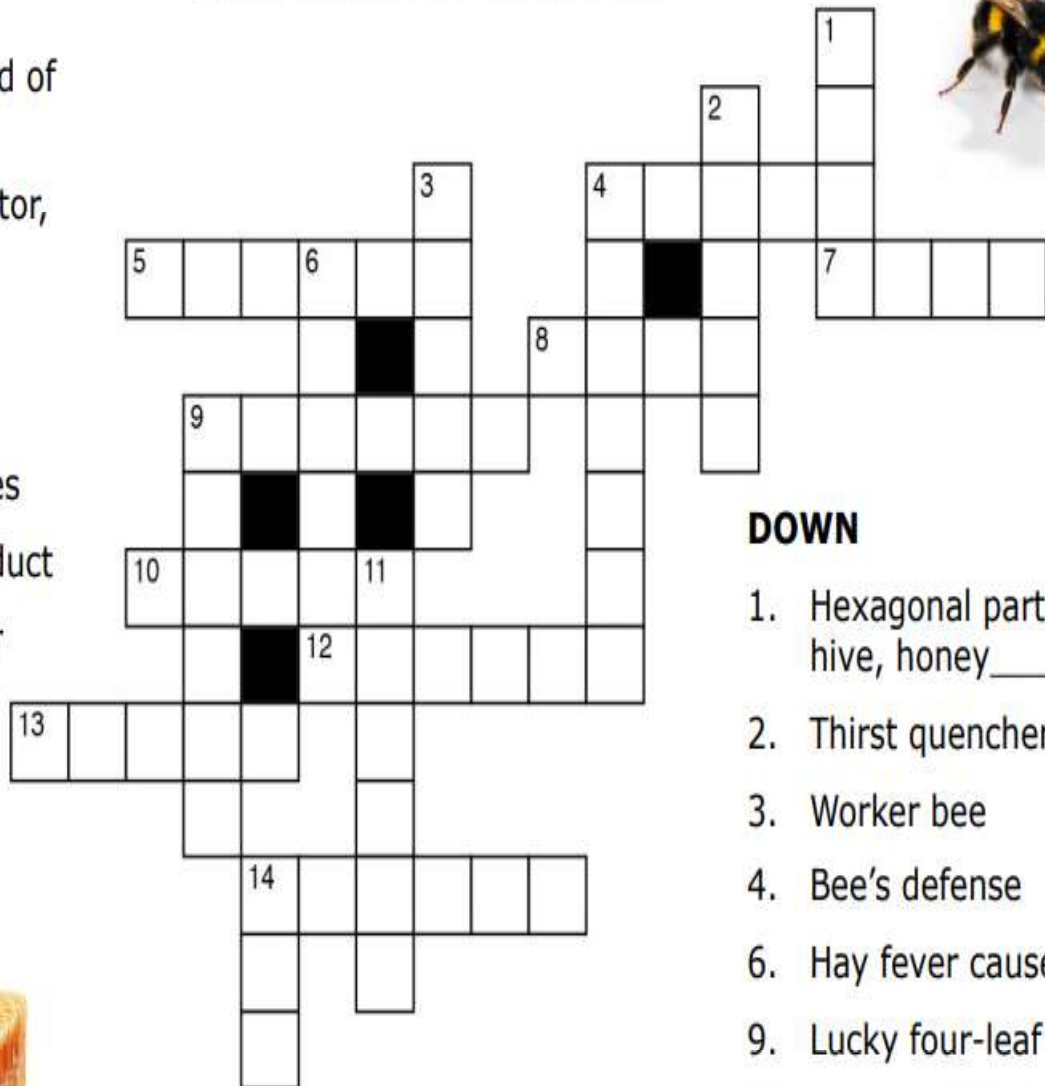 d of
tor,
es
duct
1
2
3
4
5
6
7
8
9
10
11
12
13
14
DOWN
1. Hexagonal part
hive, honey___
2. Thirst quencher
3. Worker bee
4. Bee's defense
6. Hay fever cause
9. Lucky four-leaf